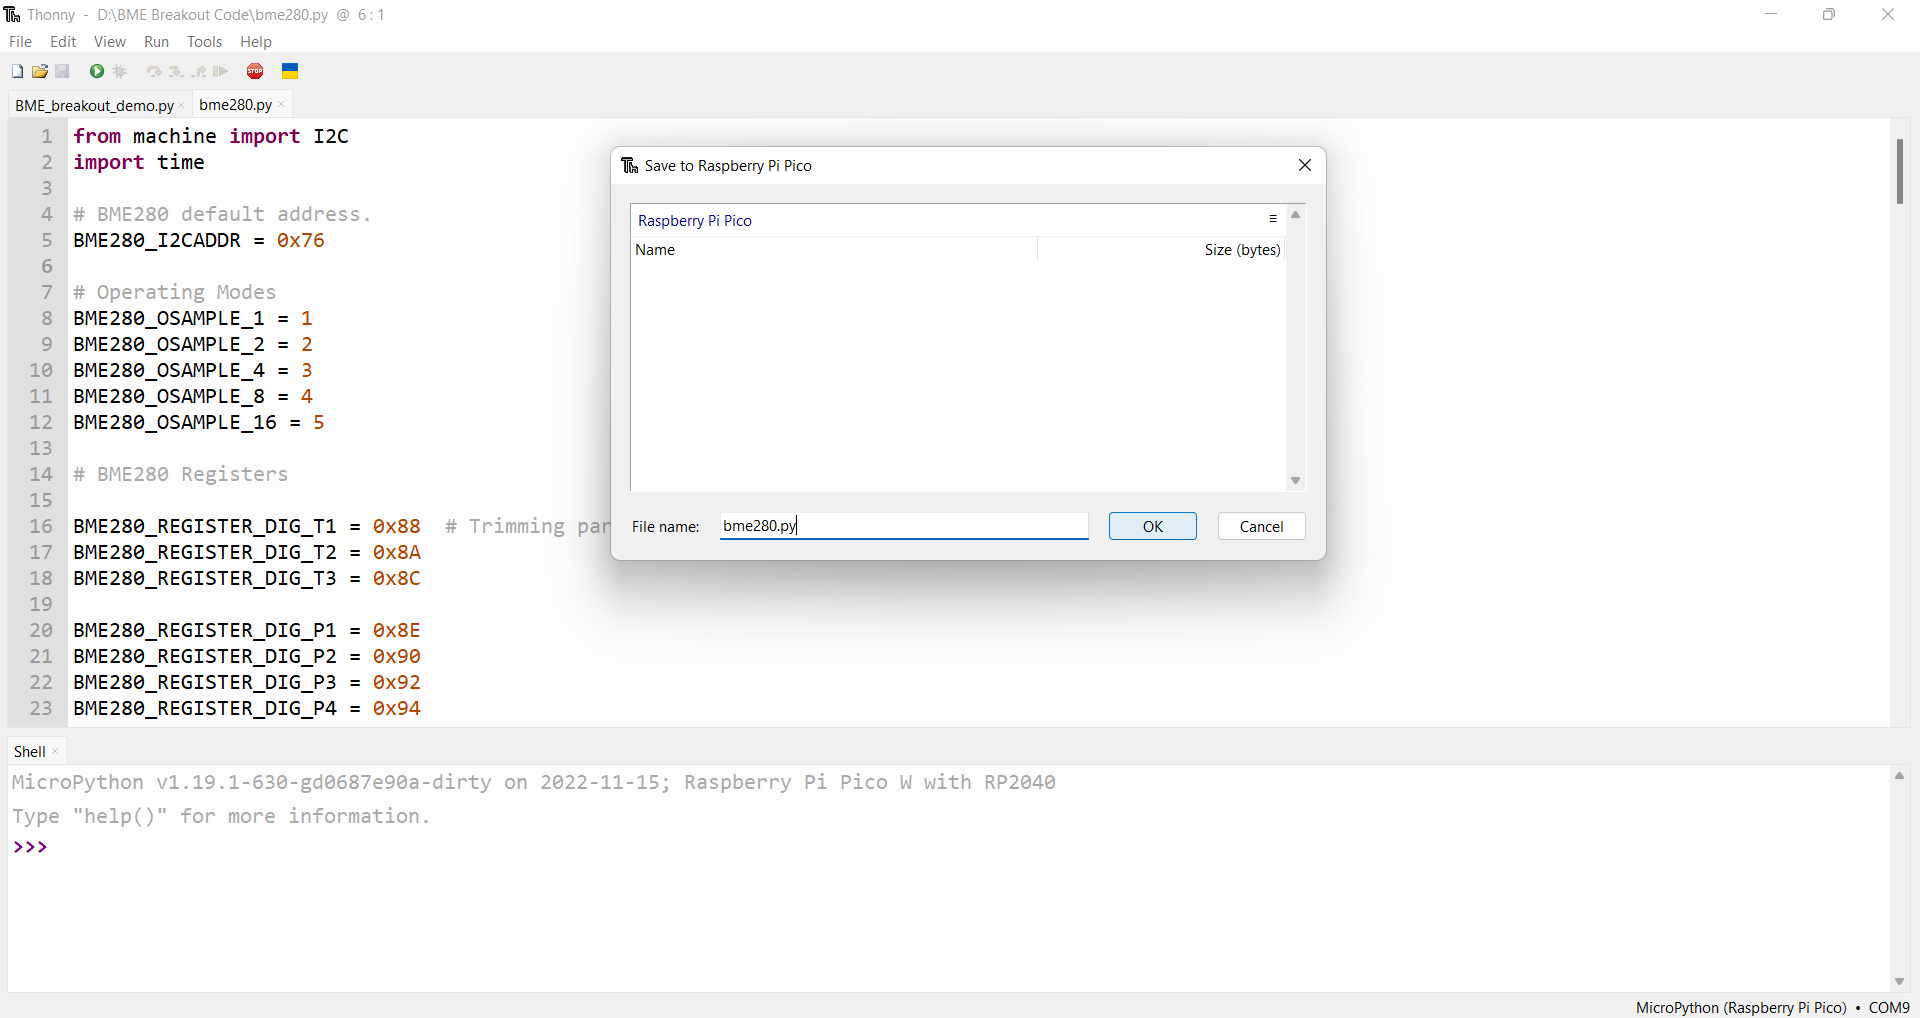 Thonny - D:\BME Breakout Code\bme280.py @ 6:1
File Edit View Run Tools Help
STOP
BME_breakout_demo.py × bme280.py ×
1 from machine import I2C
2 import time
3
4 # BME280 default address.
5 BME280_I2CADDR = 0x76
6
7 # Operating Modes
8 BME280_OSAMPLE_1 = 1
9 BME280_OSAMPLE_2 = 2
10 BME280_OSAMPLE_4 = 3
11 BME280_OSAMPLE_8 = 4
12 BME280_OSAMPLE_16 = 5
13
14 # BME280 Registers
15
16 BME280_REGISTER_DIG_T1 = 0x88 # Trimming par
17 BME280_REGISTER_DIG_T2 = 0x8A
18 BME280_REGISTER_DIG_T3 = 0x8C
19
20 BME280_REGISTER_DIG_P1 = 0x8E
21 BME280_REGISTER_DIG_P2 = 0x90
22 BME280_REGISTER_DIG_P3 = 0x92
23 BME280_REGISTER_DIG_P4 = 0x94
Save to Raspberry Pi Pico
Raspberry Pi Pico
Name Size (bytes)
File name: bme280.py OK Cancel
Shell ×
MicroPython v1.19.1-630-gd0687e90a-dirty on 2022-11-15; Raspberry Pi Pico W with RP2040
Type "help()" for more information.
>>>
MicroPython (Raspberry Pi Pico) • COM9